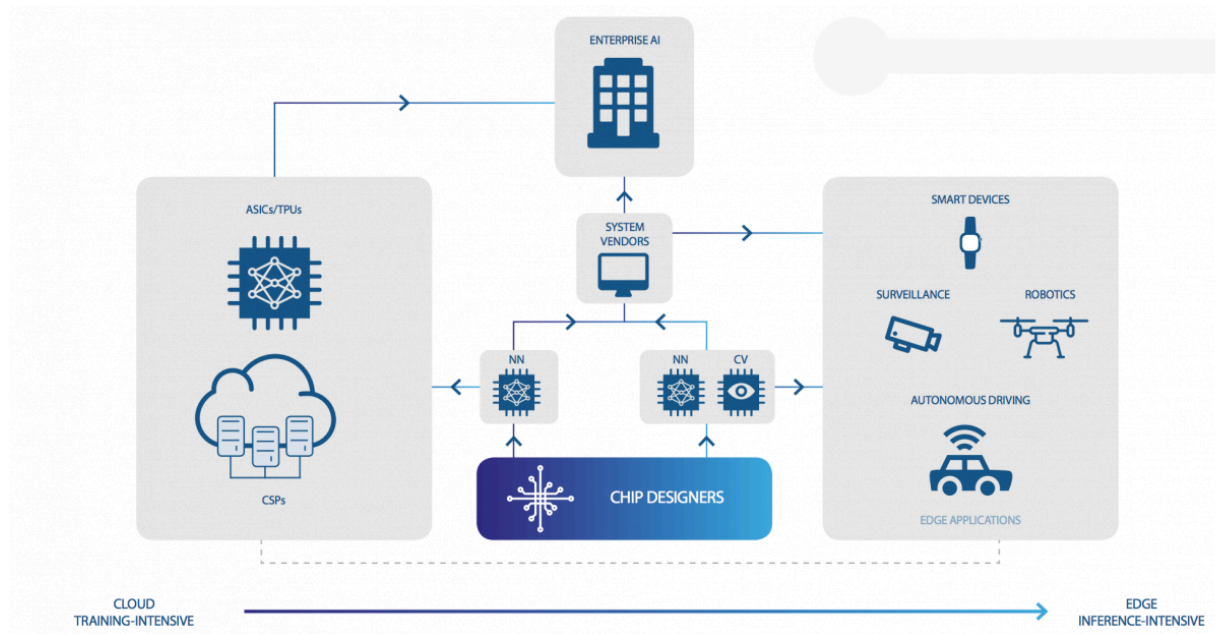 ENTERPRISE AI
ASICs/TPUs
SYSTEM
VENDORS
SMART DEVICES
SURVEILLANCE
ROBOTICS
NN
NN
CV
AUTONOMOUS DRIVING
CHIP DESIGNERS
CSPs
EDGE APPLICATIONS
CLOUD
TRAINING-INTENSIVE
EDGE
INFERENCE-INTENSIVE